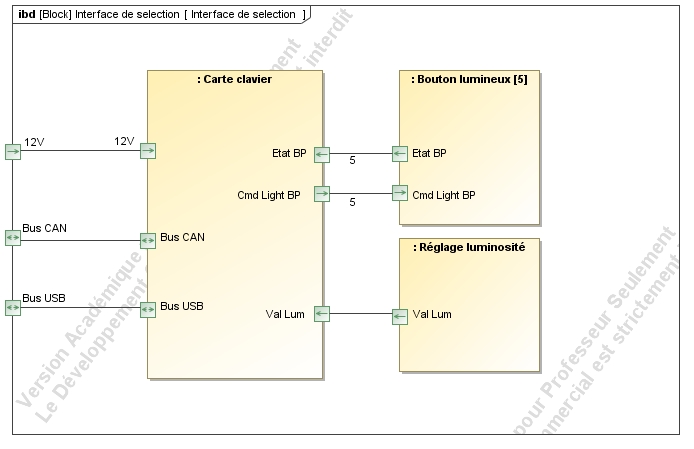 ibd [Block] Interface de selection [ Interface de selection ]
: Carte clavier
: Bouton lumineux [5]
12V
12V
Etat BP
5
Etat BP
Cmd Light BP
5
Cmd Light BP
Bus CAN
Bus CAN
: Réglage luminosité
Bus USB
Bus USB
Val Lum
Val Lum
Version Académique
Le Développement
ment
t interdit
pour Professeur Seulement
mmercial est strictement